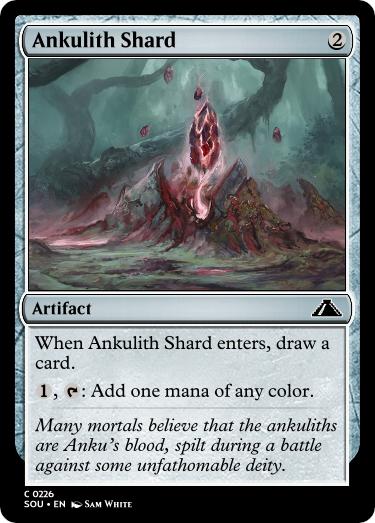 Ankulith Shard 2
Artifact
When Ankulith Shard enters, draw a
card.
1, : Add one mana of any color.
Many mortals believe that the ankuliths
are Anku's blood, spilt during a battle
against some unfathomable deity.
C 0226
SOU • EN SAM WHITE